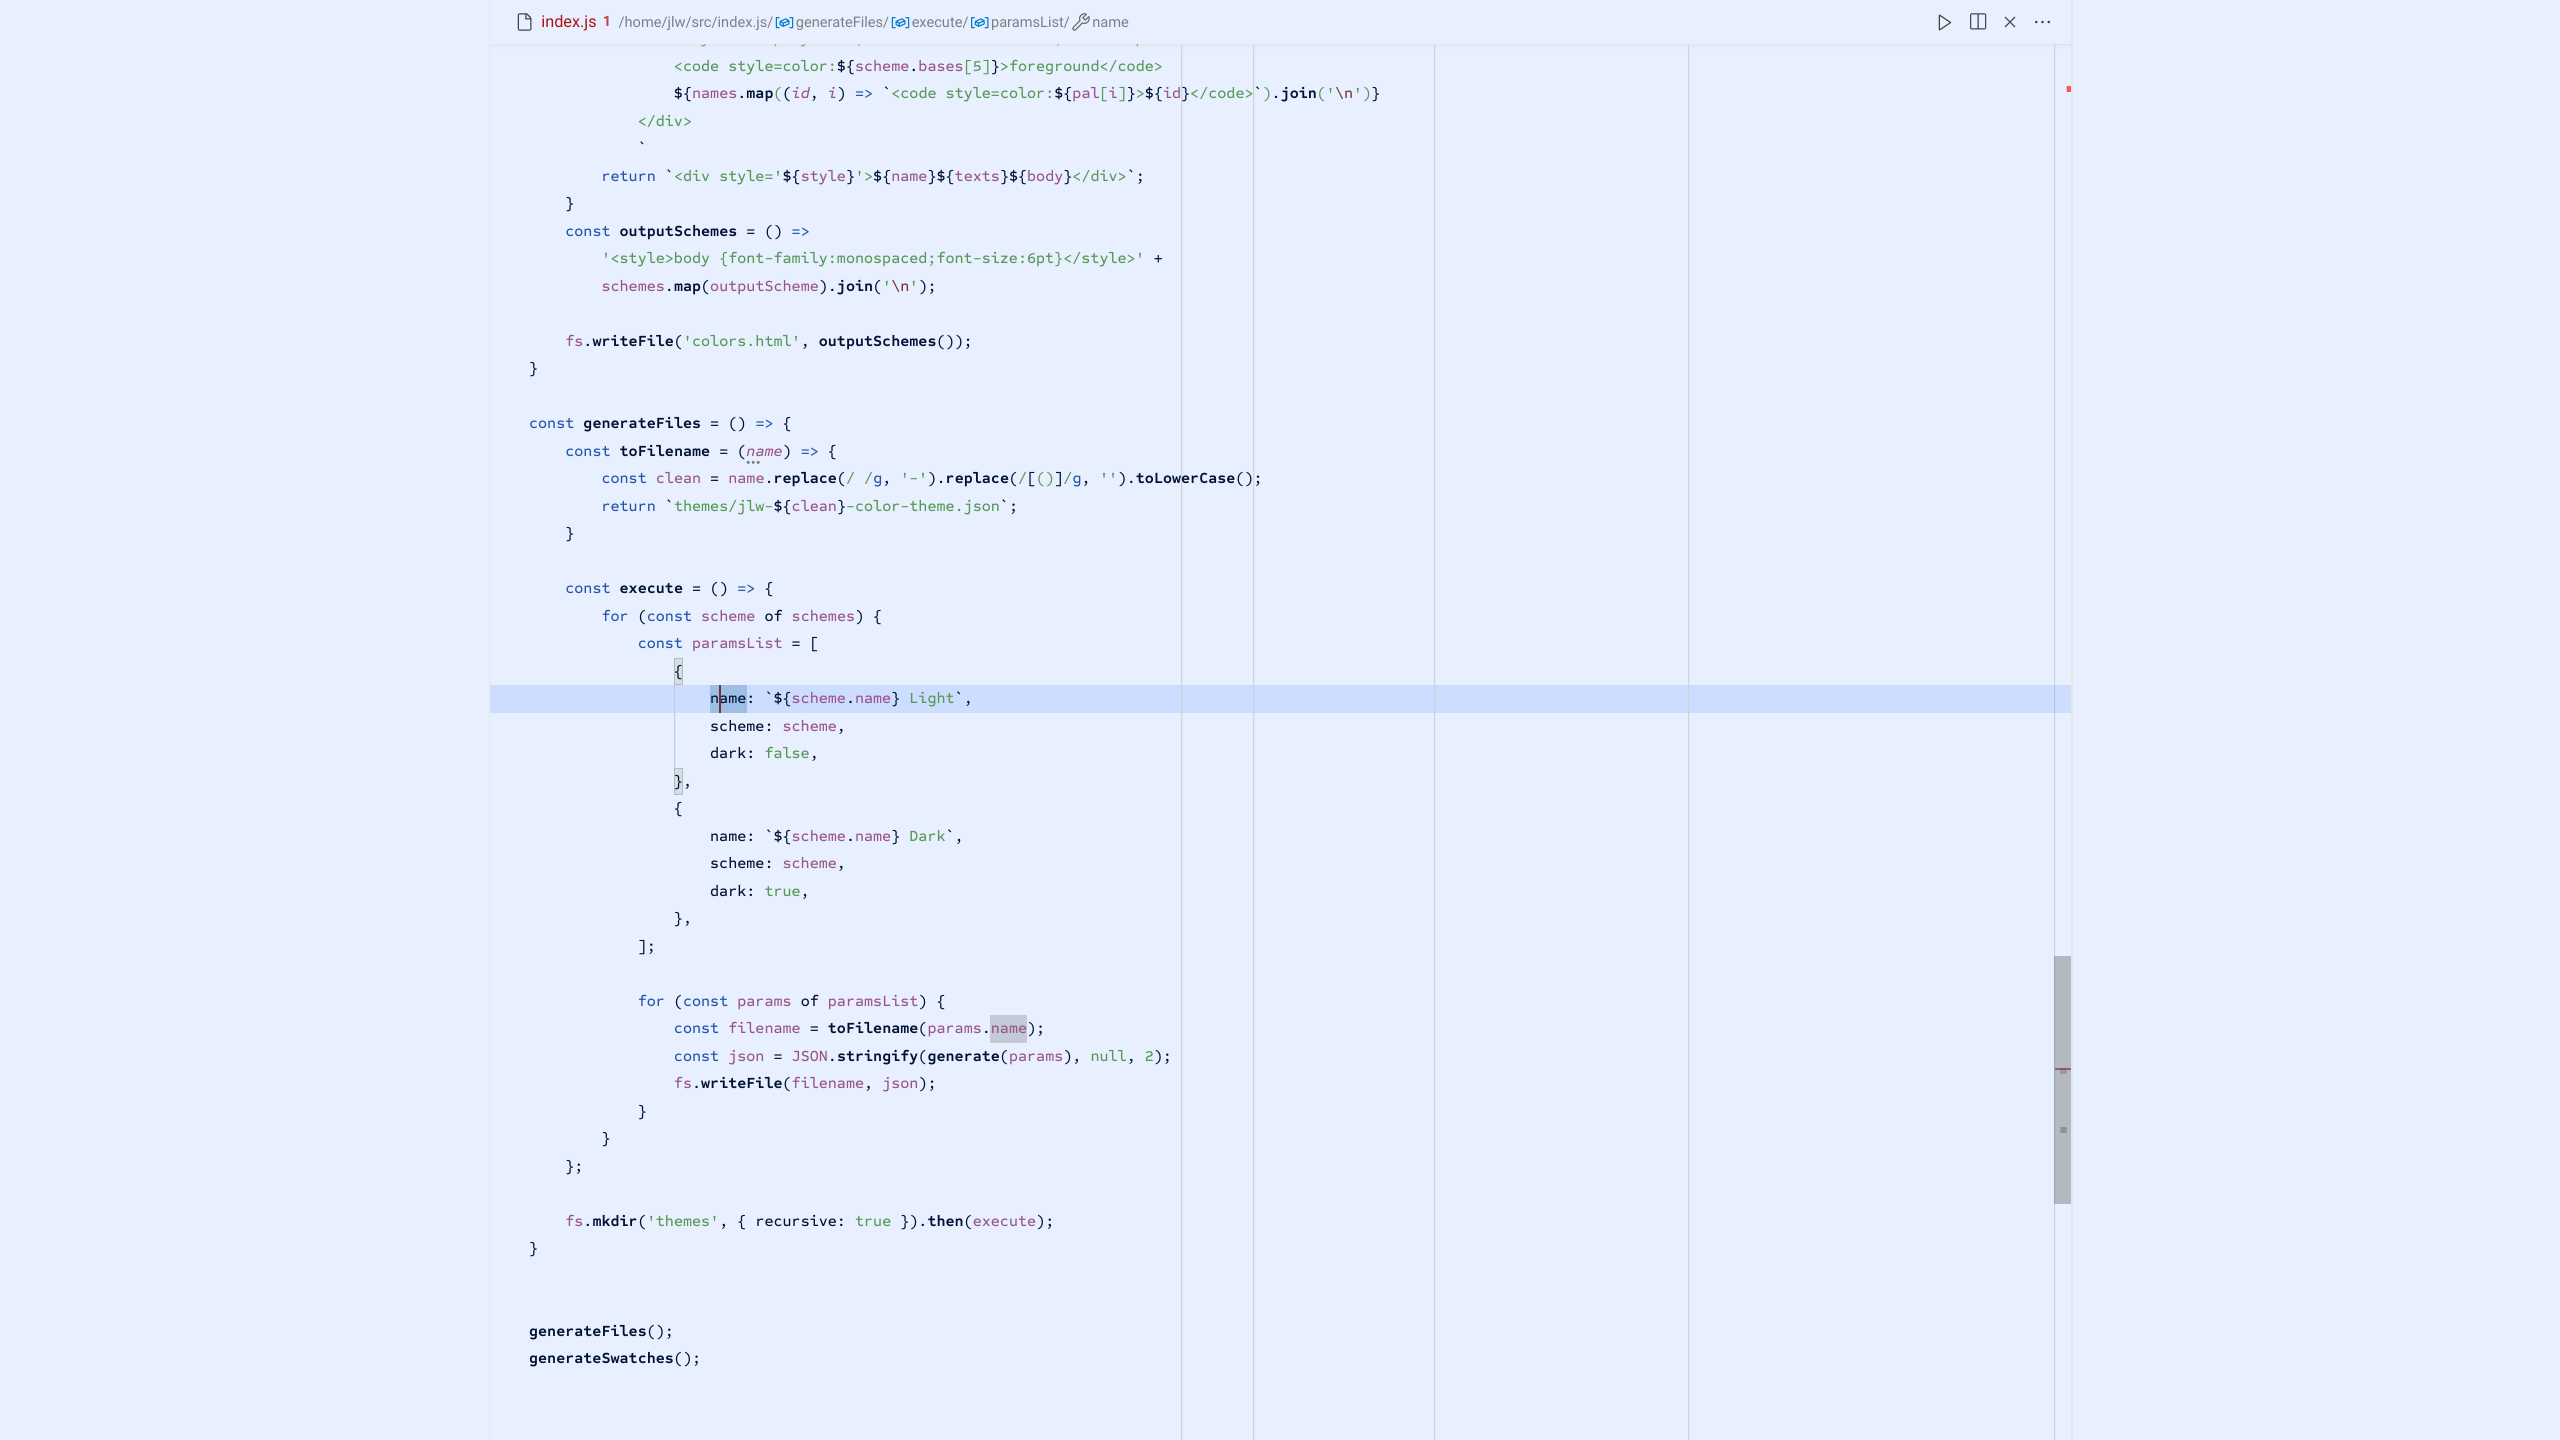 index.js 1 /home/jlw/src/index.js/generateFiles/execute/paramsList/name
<code style=color:${scheme.bases[5]}>foreground</code>
${names.map((id, i) => `<code style=color:${pal[i]}>${id}</code>`).join('\n')}
</div>
`
return `<div style='${style}'>${name}${texts}${body}</div>`;
}
const outputSchemes = () =>
'<style>body {font-family:monospaced;font-size:6pt}</style>' +
schemes.map(outputScheme).join('\n');
fs.writeFile('colors.html', outputSchemes());
}
const generateFiles = () => {
const toFilename = (name) => {
const clean = name.replace(/ /g, '-').replace(/[()]/g, '').toLowerCase();
return `themes/jlw-${clean}-color-theme.json`;
}
const execute = () => {
for (const scheme of schemes) {
const paramsList = [
{
name: `${scheme.name} Light`,
scheme: scheme,
dark: false,
},
{
name: `${scheme.name} Dark`,
scheme: scheme,
dark: true,
},
];
for (const params of paramsList) {
const filename = toFilename(params.name);
const json = JSON.stringify(generate(params), null, 2);
fs.writeFile(filename, json);
}
}
};
fs.mkdir('themes', { recursive: true }).then(execute);
}
generateFiles();
generateSwatches();